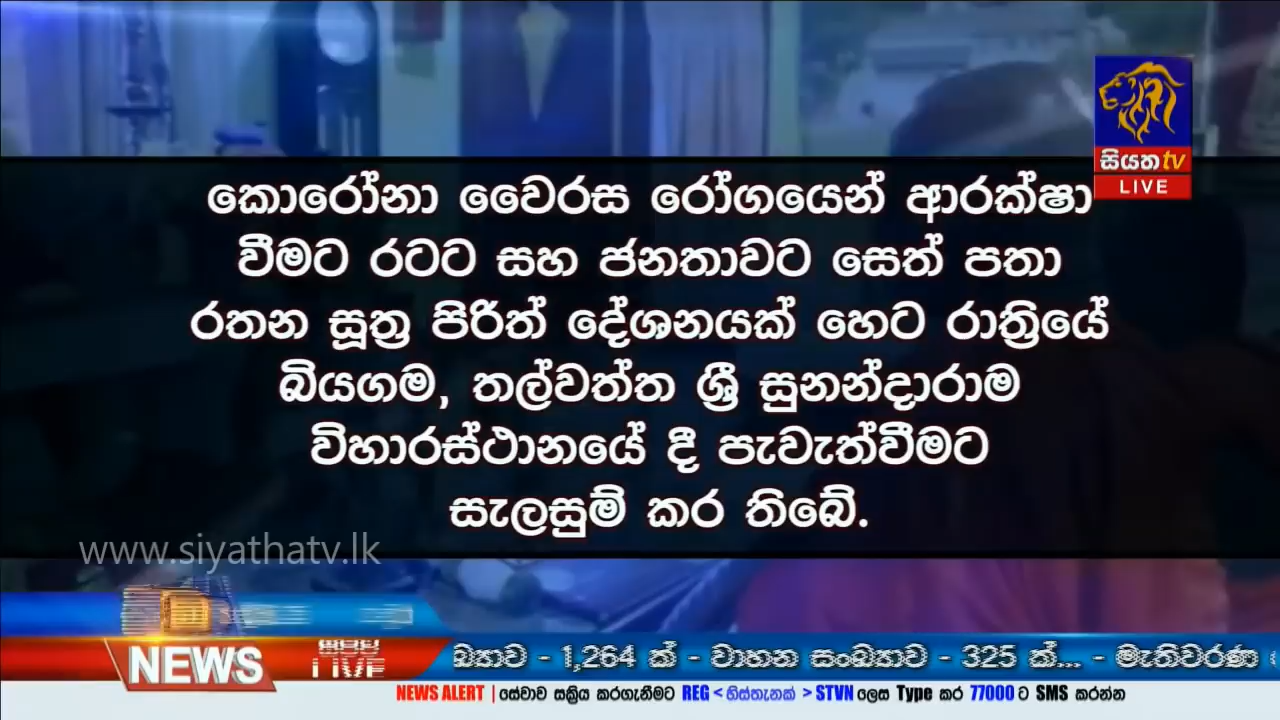 සියත tv
LIVE
කොරෝනා වෛරස රෝගයෙන් ආරක්ෂා
වීමට රටට සහ ජනතාවට සෙත් පතා
රතන සූත්‍ර පිරිත් දේශනයක් හෙට රාත්‍රියේ
බියගම, තල්වත්ත ශ්‍රී සුනන්දාරාම
විහාරස්ථානයේ දී පැවැත්වීමට
සැලසුම් කර තිබේ.
www.siyathatv.lk
NEWS LIVE ඛ්‍යාව - 1,264 ක් - වාහන සංඛ්‍යාව - 325 ක්... - මැතිවරණ
NEWS ALERT | සේවාව සක්‍රිය කරගැනීමට REG < හිස්තැනක් > STVN ලෙස Type කර 77000 ට SMS කරන්න